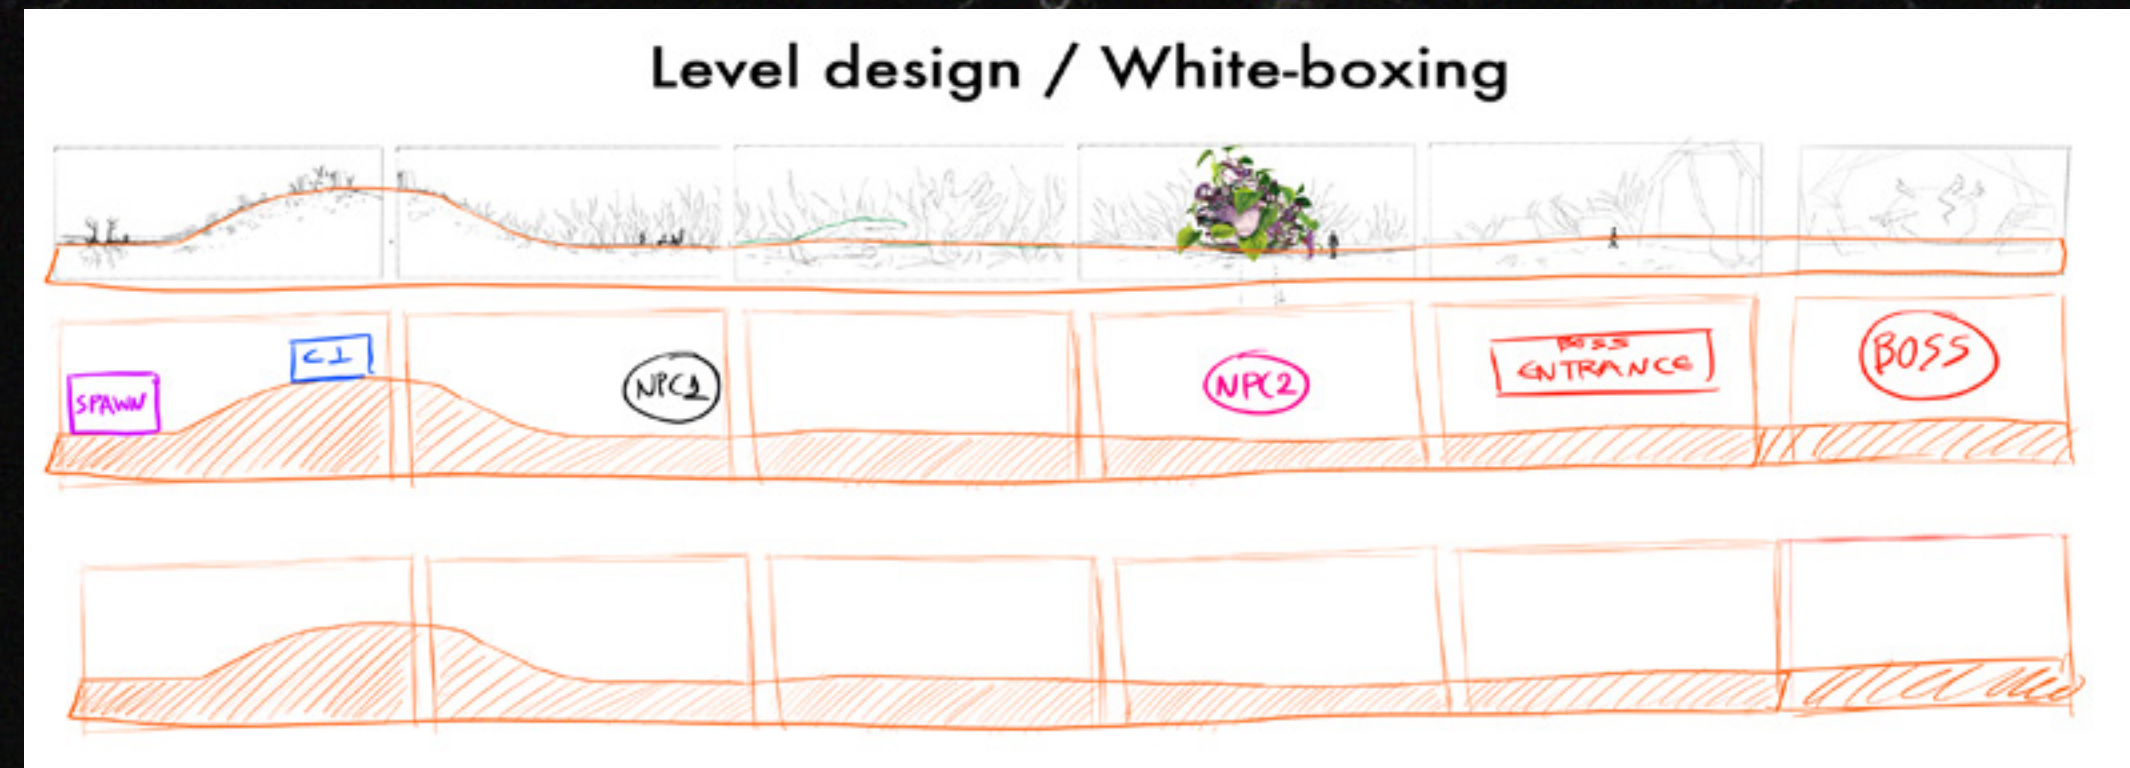 Level design / White-boxing
SPAWN
C1
NPC1
NPC2
BOSS
ENTRANCE
BOSS